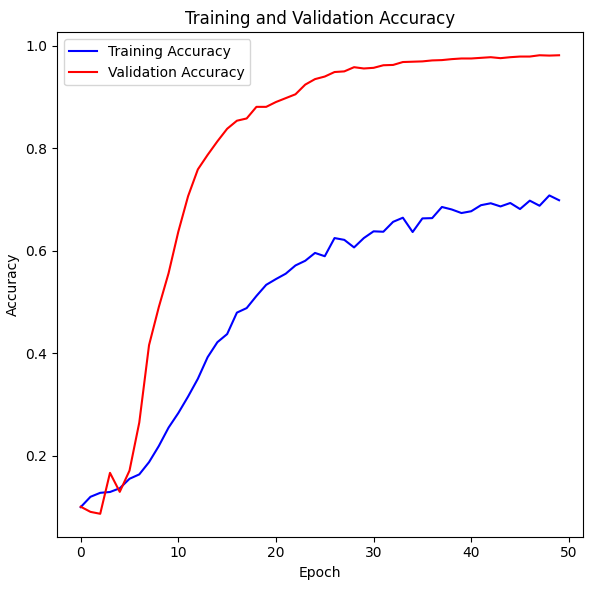 Training and Validation Accuracy
Training Accuracy
Validation Accuracy
1.0
0.8
0.6
0.4
0.2
Accuracy
0
10
20
30
40
50
Epoch